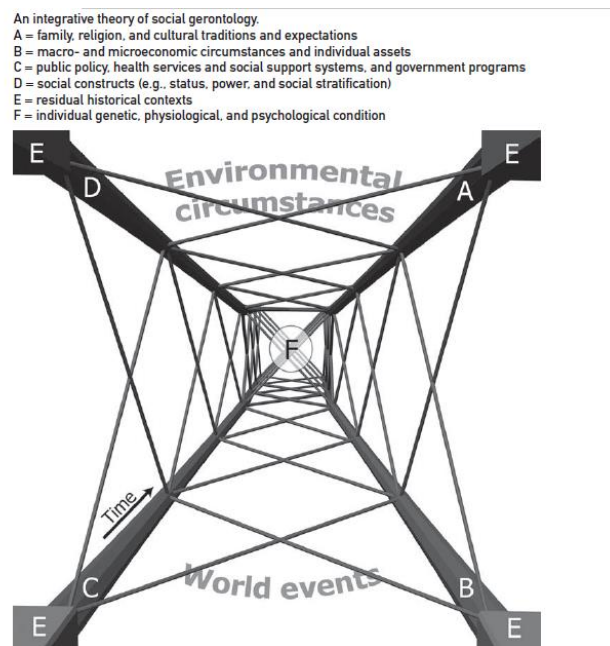 An integrative theory of social gerontology.
A = family, religion, and cultural traditions and expectations
B = macro- and microeconomic circumstances and individual assets
C = public policy, health services and social support systems, and government programs
D = social constructs (e.g., status, power, and social stratification)
E = residual historical contexts
F = individual genetic, physiological, and psychological condition
E
E
D
Environmental
circumstances
A
F
Time
C
World events
B
E
E